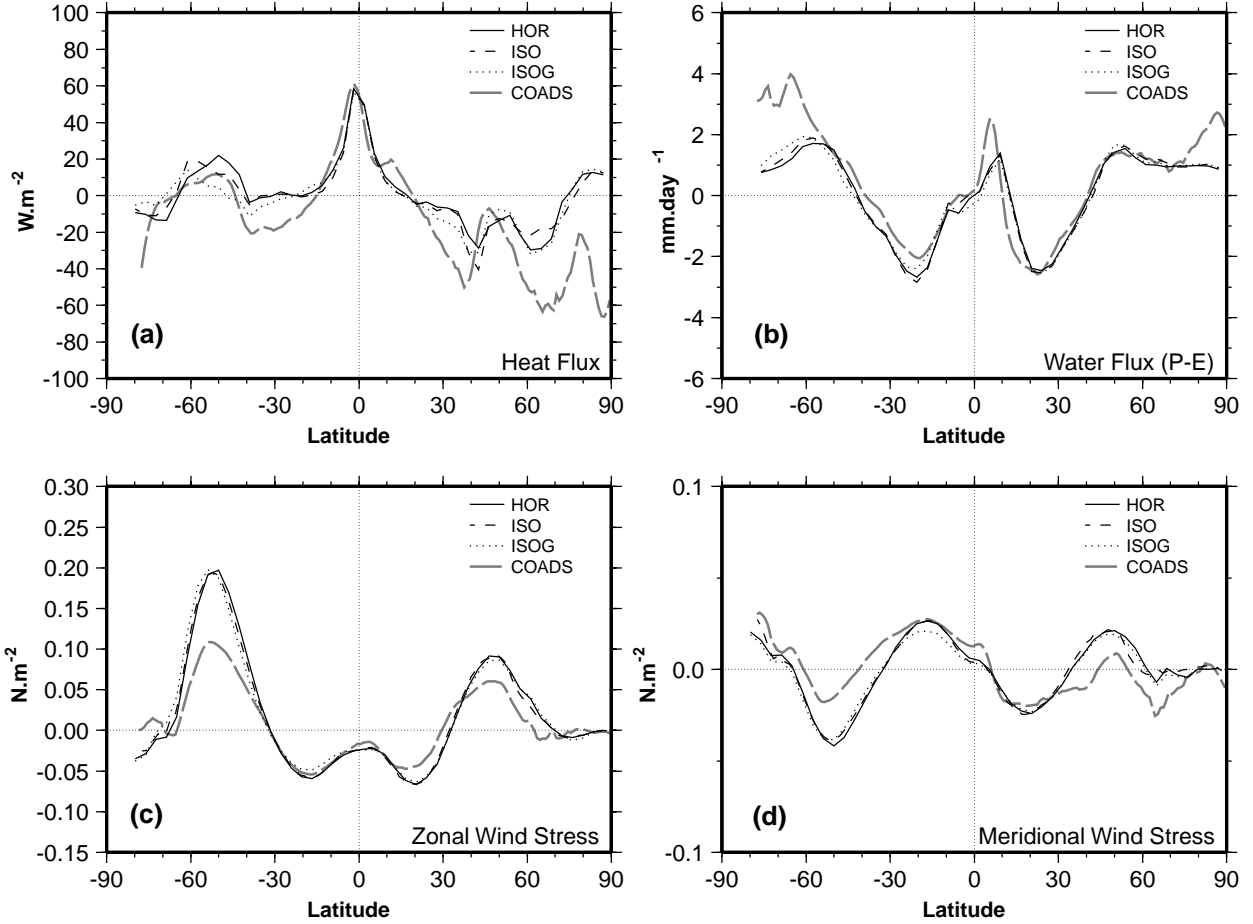 100
80
60
40
20
0
-20
-40
-60
-80
-100
W.m-2
HOR
ISO
ISOG
COADS
(a)
Heat Flux
-90 -60 -30 0 30 60 90
Latitude
6
4
2
0
-2
-4
-6
mm.day-1
HOR
ISO
ISOG
COADS
(b)
Water Flux (P-E)
-90 -60 -30 0 30 60 90
Latitude
0.30
0.25
0.20
0.15
0.10
0.05
0.00
-0.05
-0.10
-0.15
N.m-2
HOR
ISO
ISOG
COADS
(c)
Zonal Wind Stress
-90 -60 -30 0 30 60 90
Latitude
0.1
0.0
-0.1
N.m-2
HOR
ISO
ISOG
COADS
(d)
Meridional Wind Stress
-90 -60 -30 0 30 60 90
Latitude